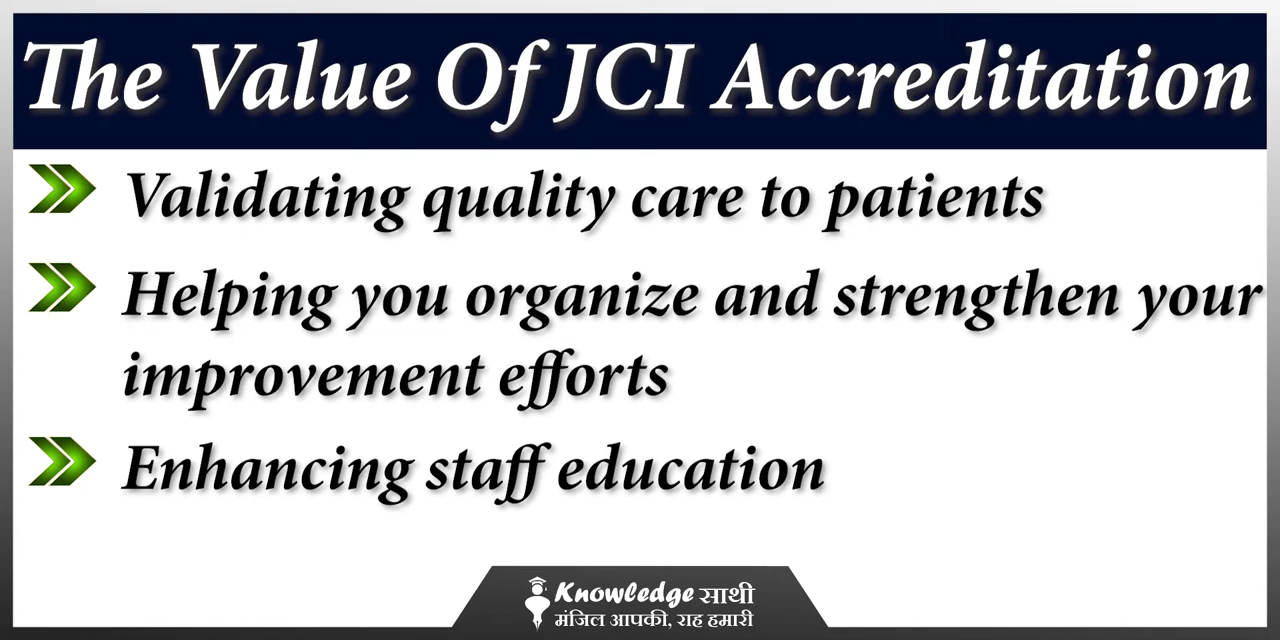 The Value Of JCI Accreditation
Validating quality care to patients
Helping you organize and strengthen your
improvement efforts
Enhancing staff education
Knowledge साथी
मंजिल आपकी, राह हमारी